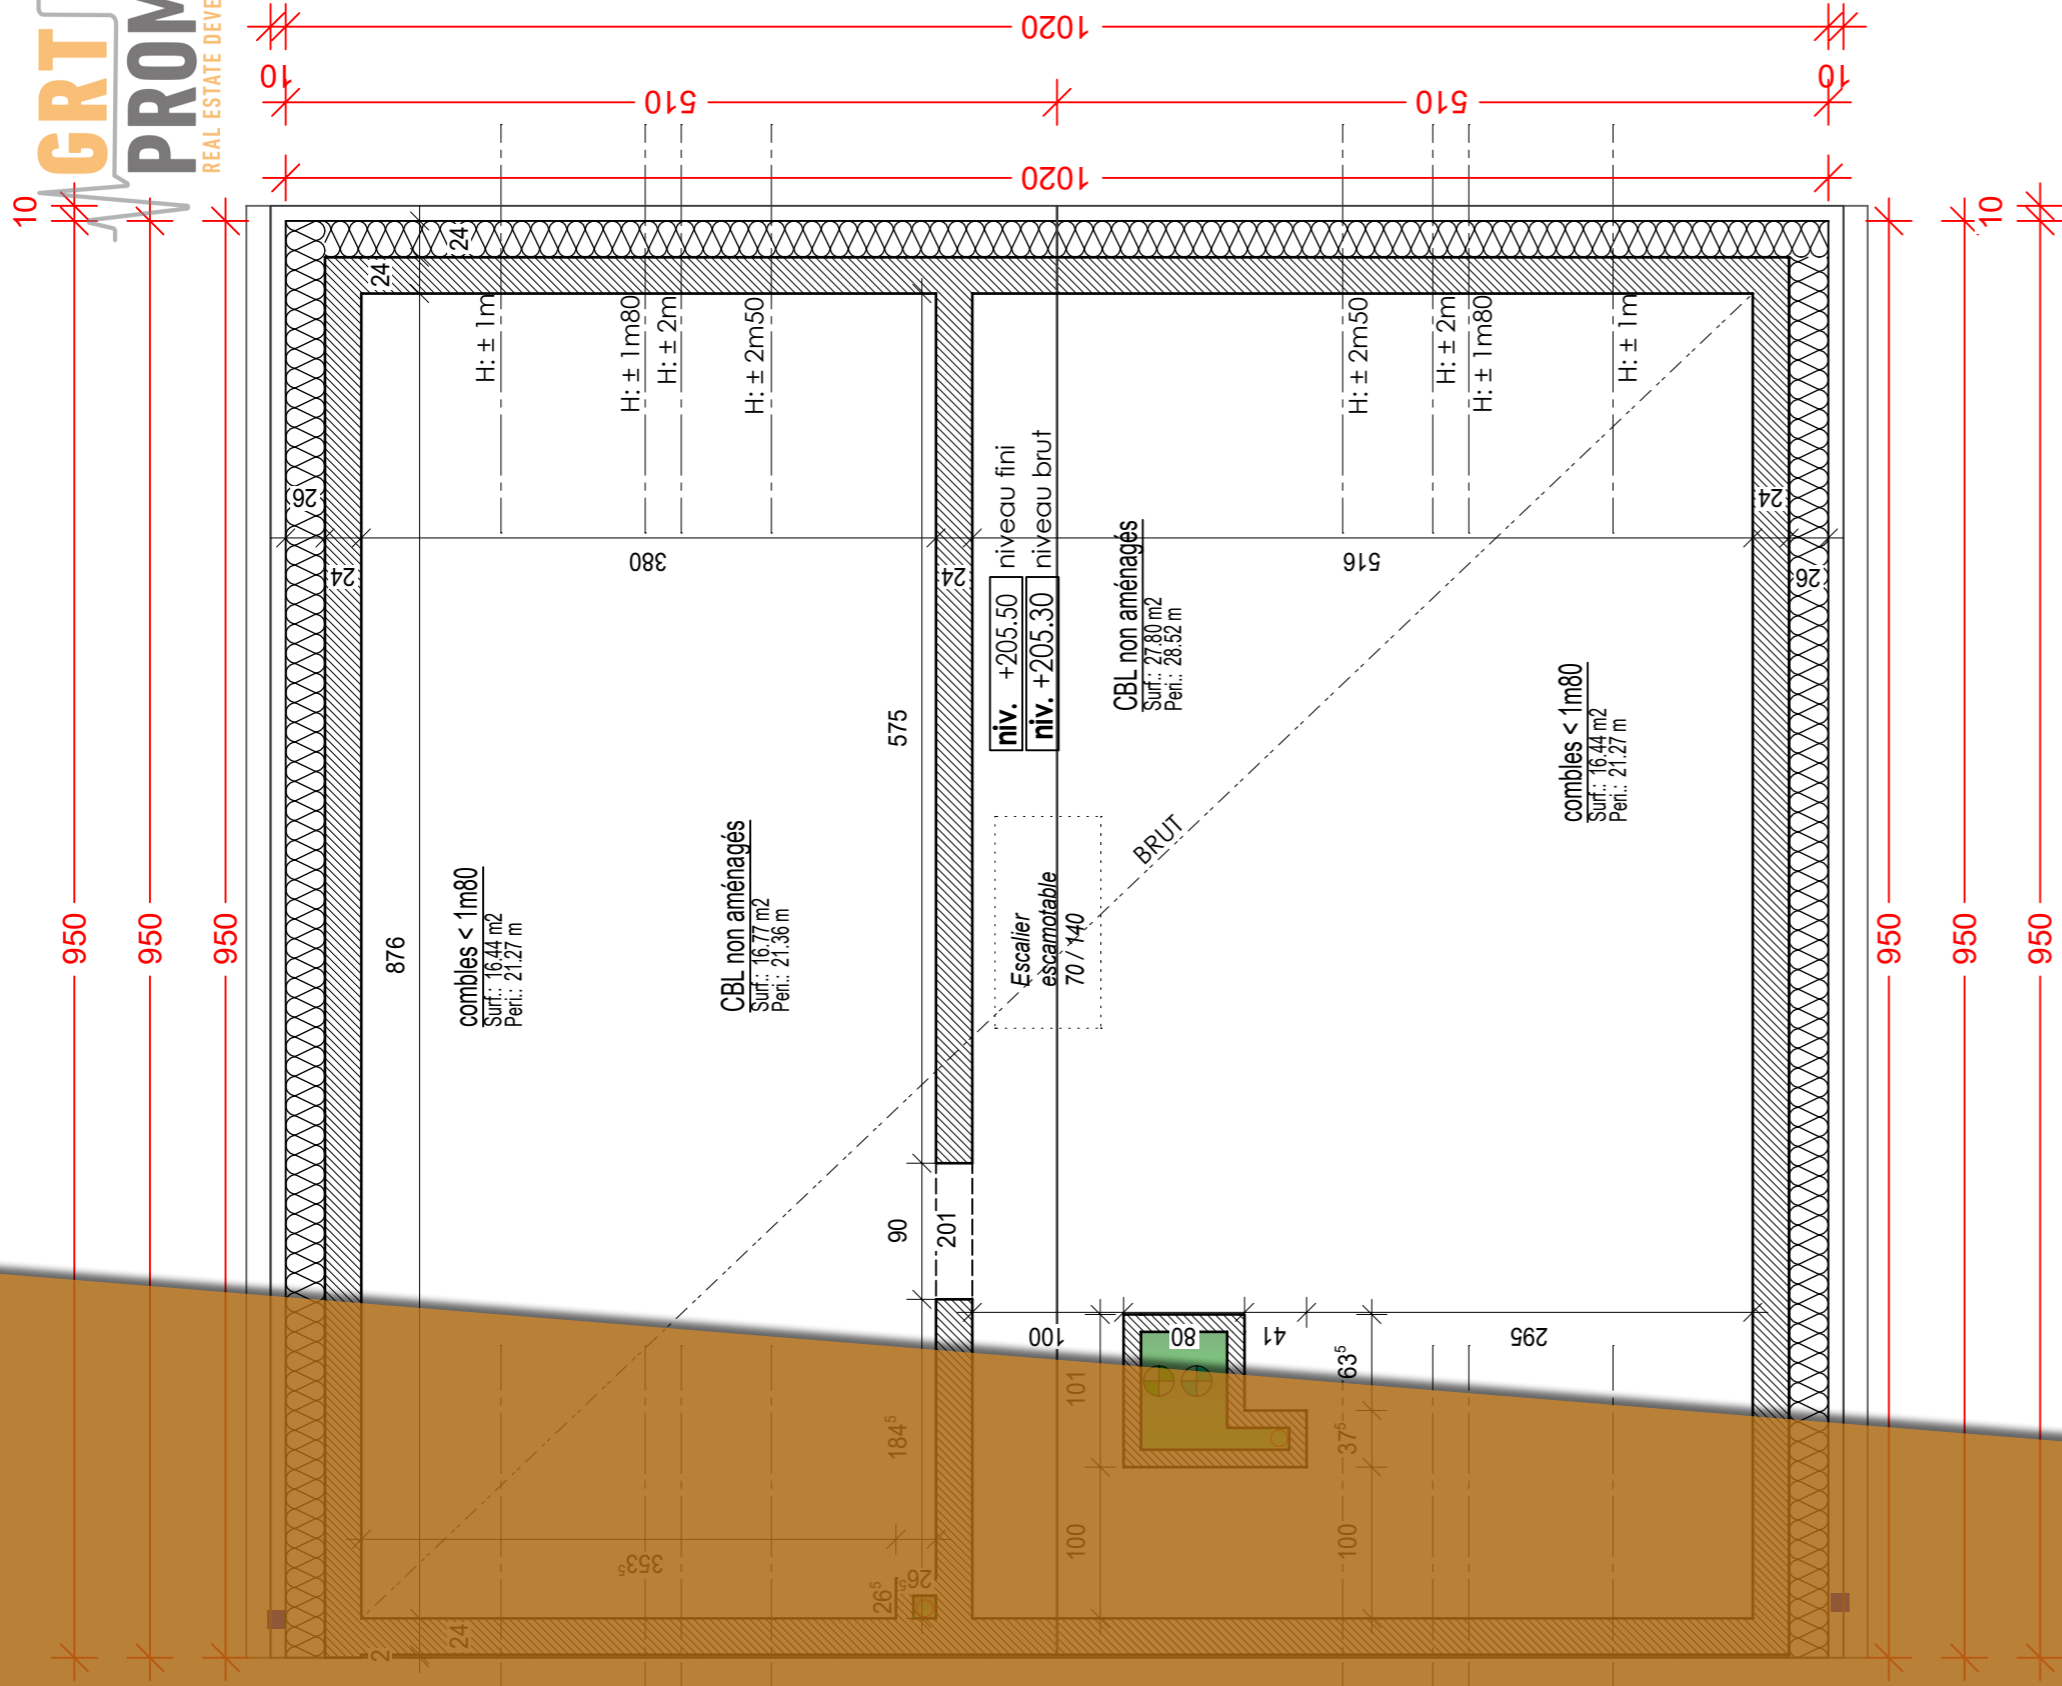 GRT
PROM
REAL ESTATE DEVE
1020
10
510
510
10
1020
10
950
950
950
10
950
950
950
24
24
H: ± 1m
H: ± 1m80
H: ± 2m
H: ± 2m50
H: ± 2m50
H: ± 2m
H: ± 1m80
H: ± 1m
26
24
380
24
516
24
26
niv. +205.50 niveau fini
niv. +205.30 niveau brut
CBL non aménagés
Surf.: 27.80 m2
Peri.: 28.52 m
combles < 1m80
Surf.: 16.44 m2
Peri.: 21.27 m
575
876
combles < 1m80
Surf.: 16.44 m2
Peri.: 21.27 m
CBL non aménagés
Surf.: 16.77 m2
Peri.: 21.36 m
Escalier
escamotable
70 / 140
BRUT
90
201
100
80
41
295
63⁵
101
184⁵
37⁵
353⁵
100
100
26⁵
26⁵
24
2